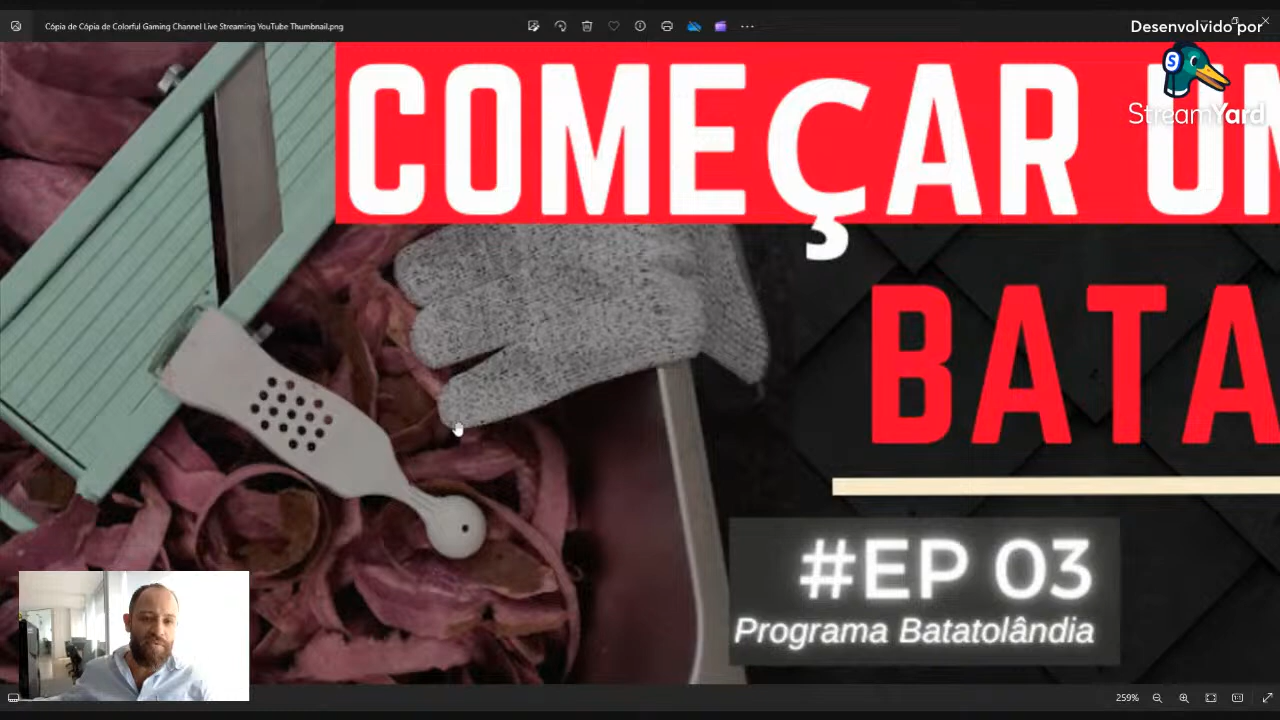 Cópia de Cópia de Colorful Gaming Channel Live Streaming YouTube Thumbnail.png
Desenvolvido por
S
StreamYard
COMEÇAR UM
BATA
#EP 03
Programa Batatolândia
259%